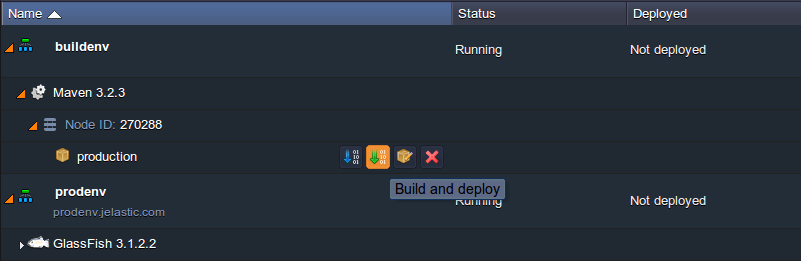 Name Status Deployed
buildenv Running Not deployed
Maven 3.2.3
Node ID: 270288
production
Build and deploy
prodenv Running Not deployed
prodenv.jelastic.com
GlassFish 3.1.2.2